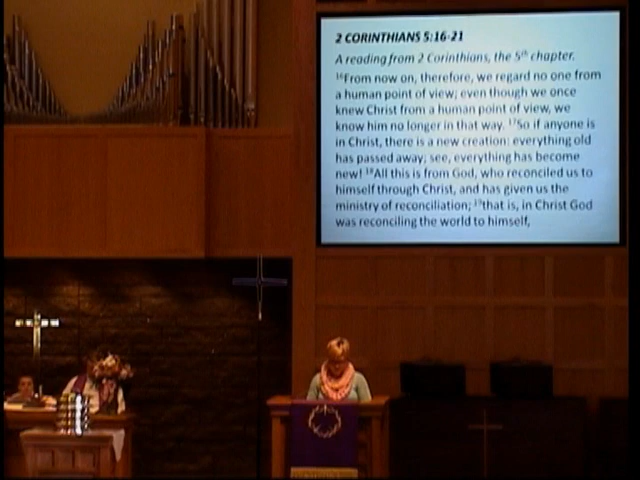 2 CORINTHIANS 5:16-21
A reading from 2 Corinthians, the 5th chapter.
16From now on, therefore, we regard no one from
a human point of view; even though we once
knew Christ from a human point of view, we
know him no longer in that way. 17So if anyone is
in Christ, there is a new creation: everything old
has passed away; see, everything has become
new! 18All this is from God, who reconciled us to
himself through Christ, and has given us the
ministry of reconciliation; 19that is, in Christ God
was reconciling the world to himself,